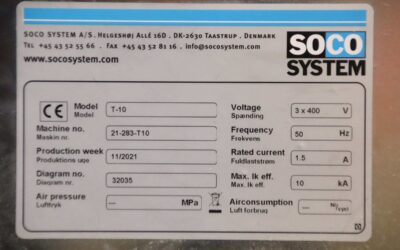 SOCO SYSTEM A/S . HELGESHØJ ALLÉ 16D . DK-2630 TAASTRUP . DENMARK
TEL +45 43 52 55 66 . FAX +45 43 52 81 16 . info@socosystem.com
www.socosystem.com
SOCO
SYSTEM
CE
Model
Model
T-10
Machine no.
Maskin nr.
21-283-T10
Production week
Produktions uge
11/2021
Diagram no.
Diagram nr.
32035
Air pressure
Lufttryk
--- MPa
Voltage
Spænding
3 x 400 V
Frequency
Frekvens
50 Hz
Rated current
Fuldlaststrøm
1.5 A
Max. Ik eff.
Max. Ik eff.
10 kA
Airconsumption
Luft forbrug
---